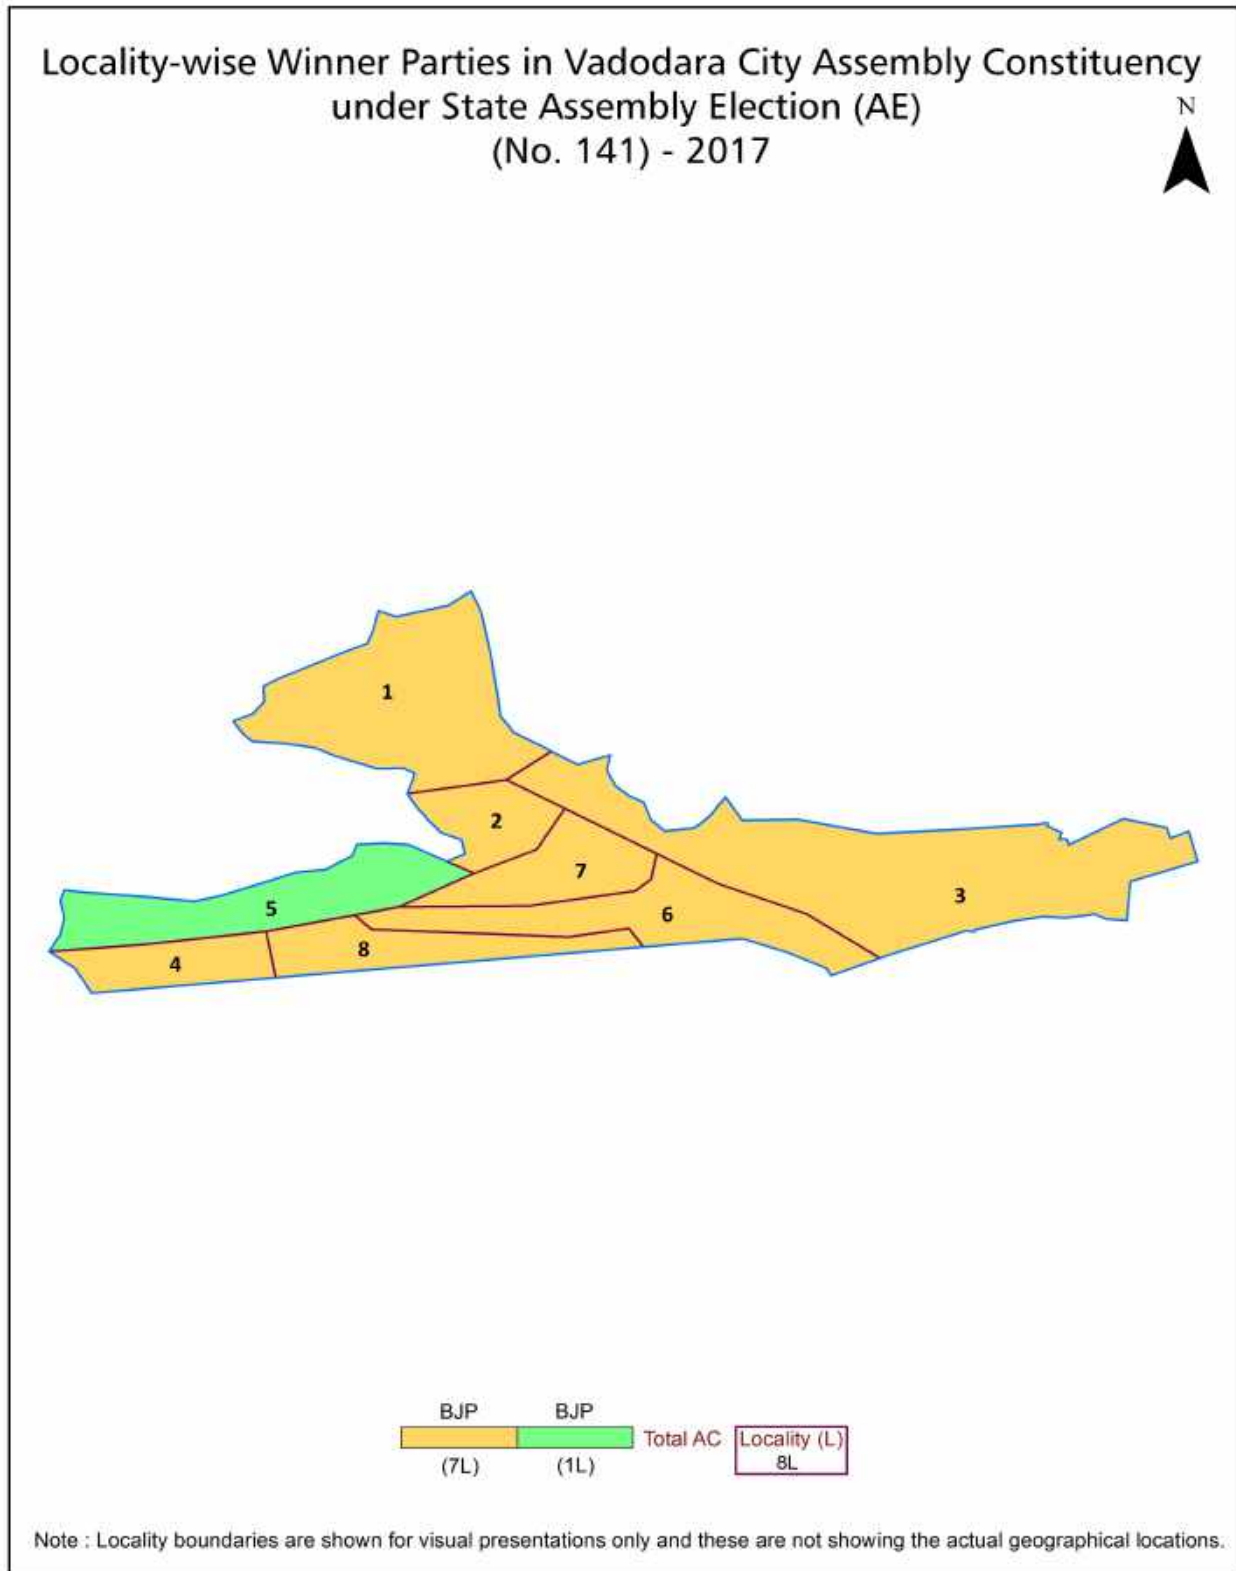 Locality-wise Winner Parties in Vadodara City Assembly Constituency
under State Assembly Election (AE)
(No. 141) - 2017
N
1
2
7
3
5
6
8
4
BJP BJP
Total AC Locality (L)
(7L) (1L) 8L
Note : Locality boundaries are shown for visual presentations only and these are not showing the actual geographical locations.